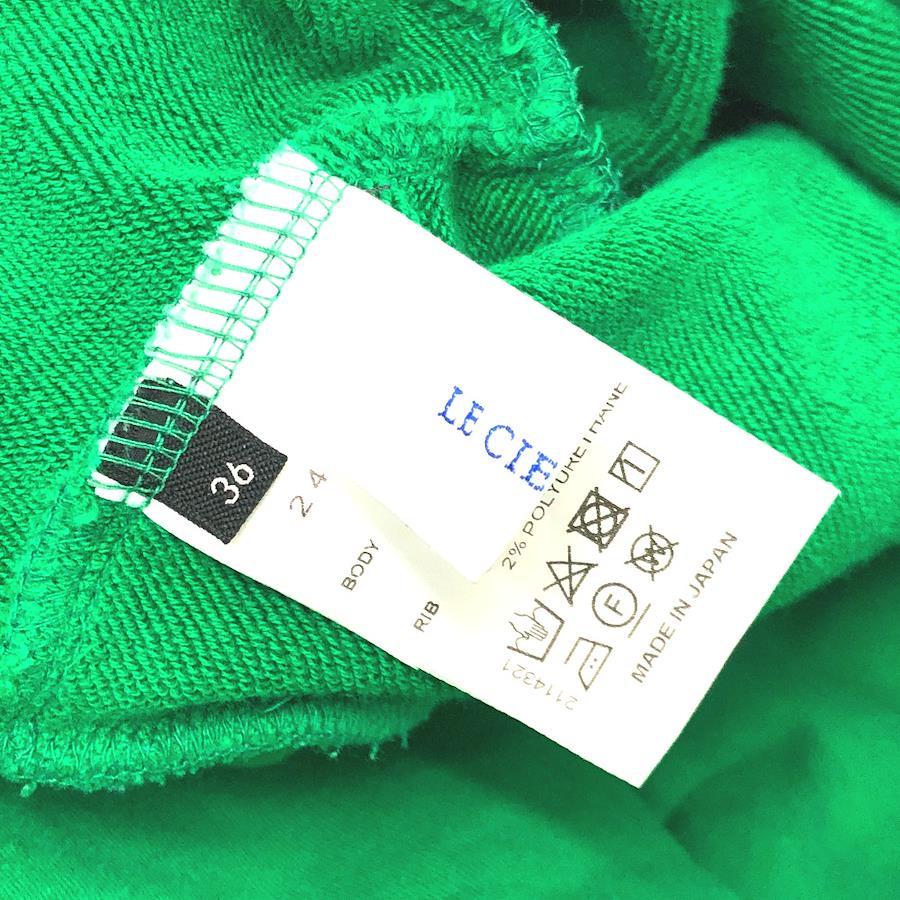 36
24
LE CIE
BODY
RIB
2% POLYURETHANE
2114321
MADE IN JAPAN